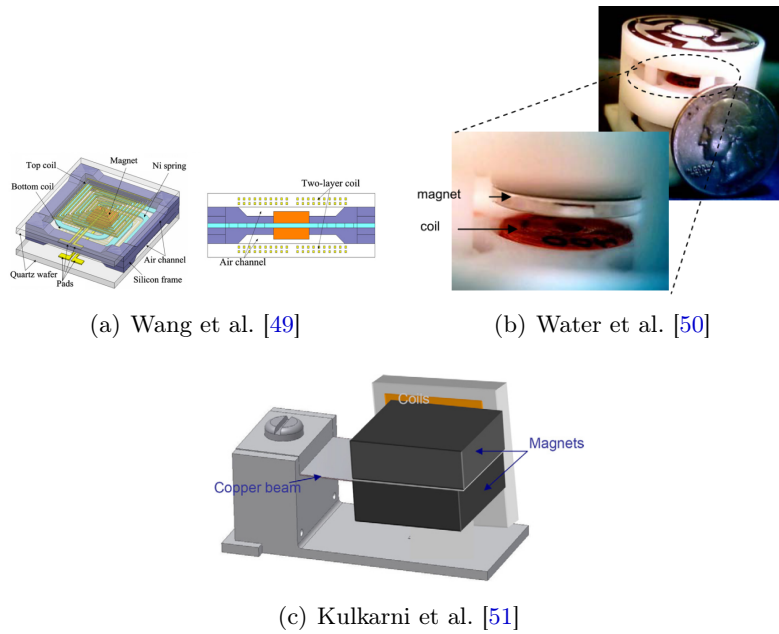 Magnet
Ni spring
Top coil
Bottom coil
Quartz wafer
Pads
Silicon frame
Air channel
Two-layer coil
Air channel
magnet
coil
(a) Wang et al. [49]
(b) Water et al. [50]
Coils
Magnets
Copper beam
(c) Kulkarni et al. [51]